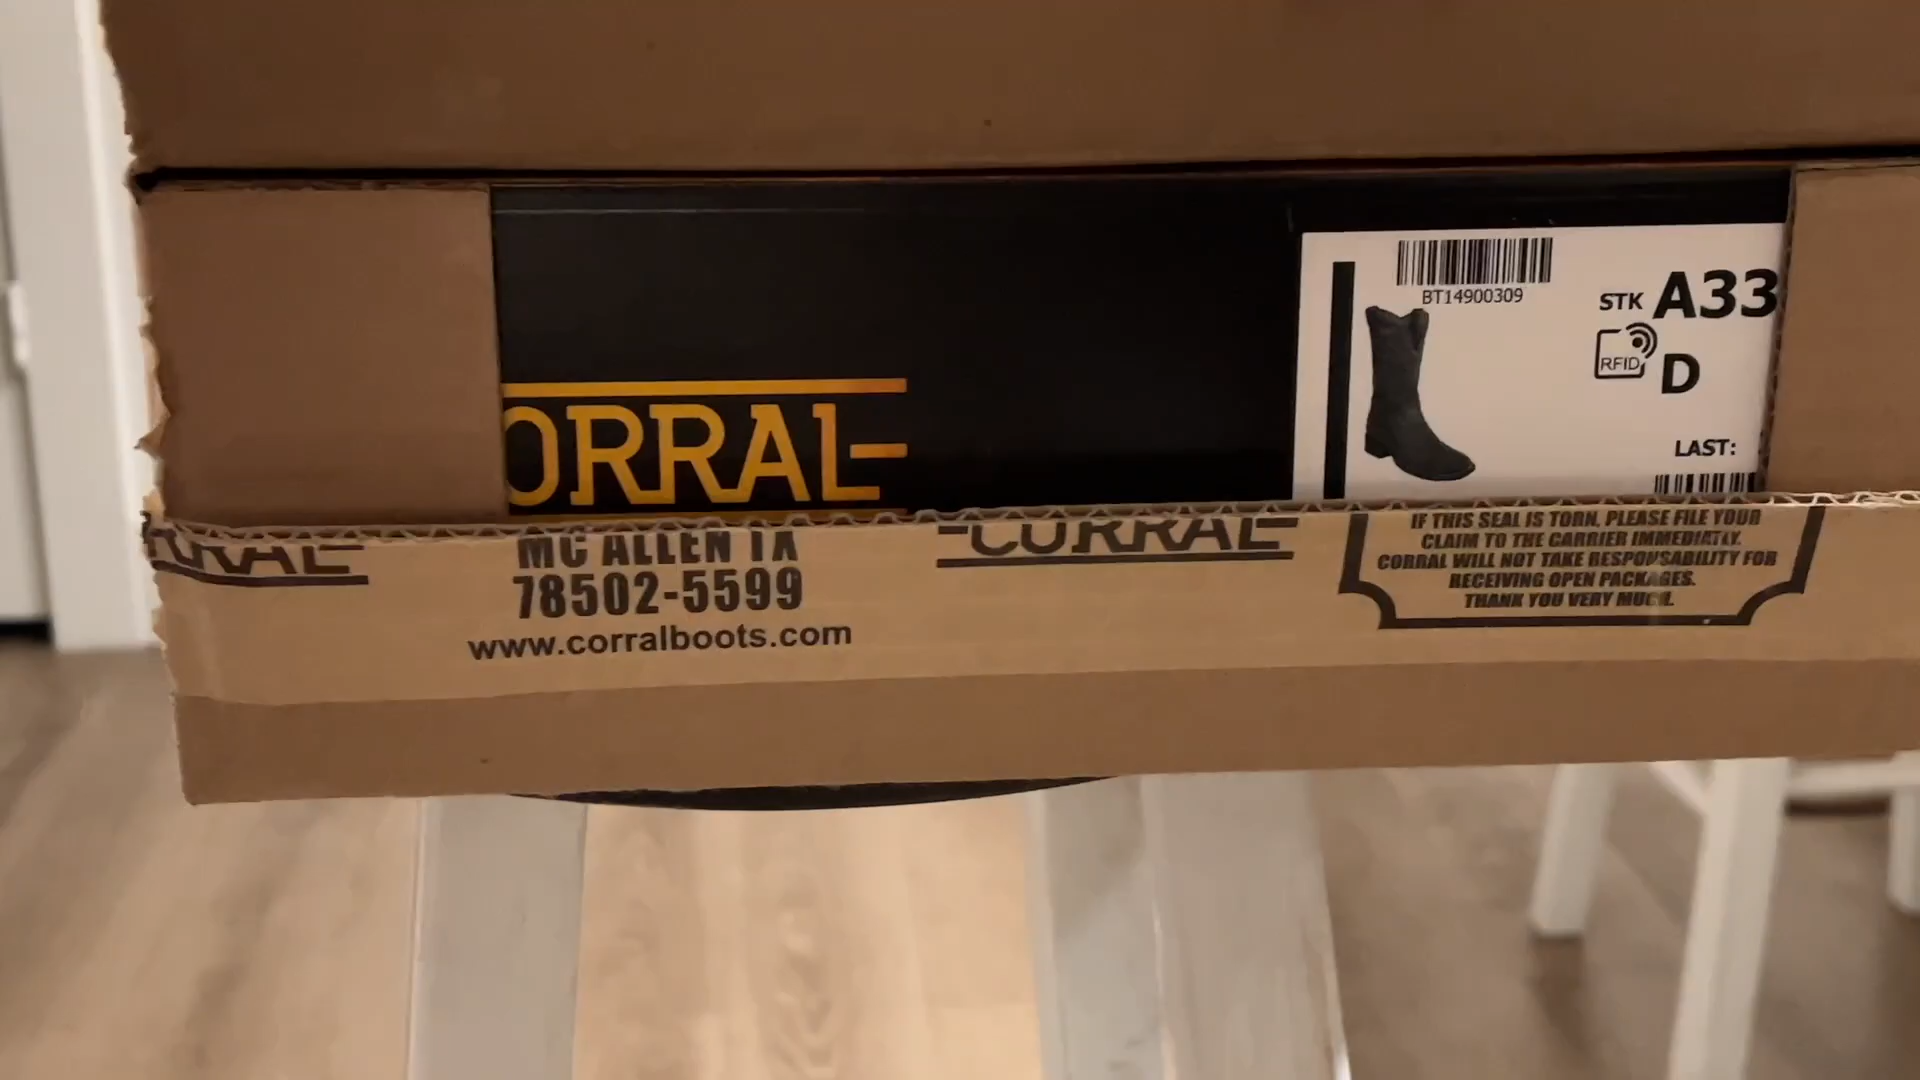 BT14900309
STK A33
RFID
D
LAST:
ORRAL
RRAL
MC ALLEN TX
78502-5599
www.corralboots.com
CORRAL
IF THIS SEAL IS TORN, PLEASE FILE YOUR
CLAIM TO THE CARRIER IMMEDIATLY.
CORRAL WILL NOT TAKE RESPONSABILITY FOR
RECEIVING OPEN PACKAGES.
THANK YOU VERY MUCH.